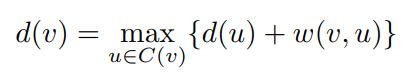 d(v) = max_{u∈C(v)} {d(u) + w(v, u)}